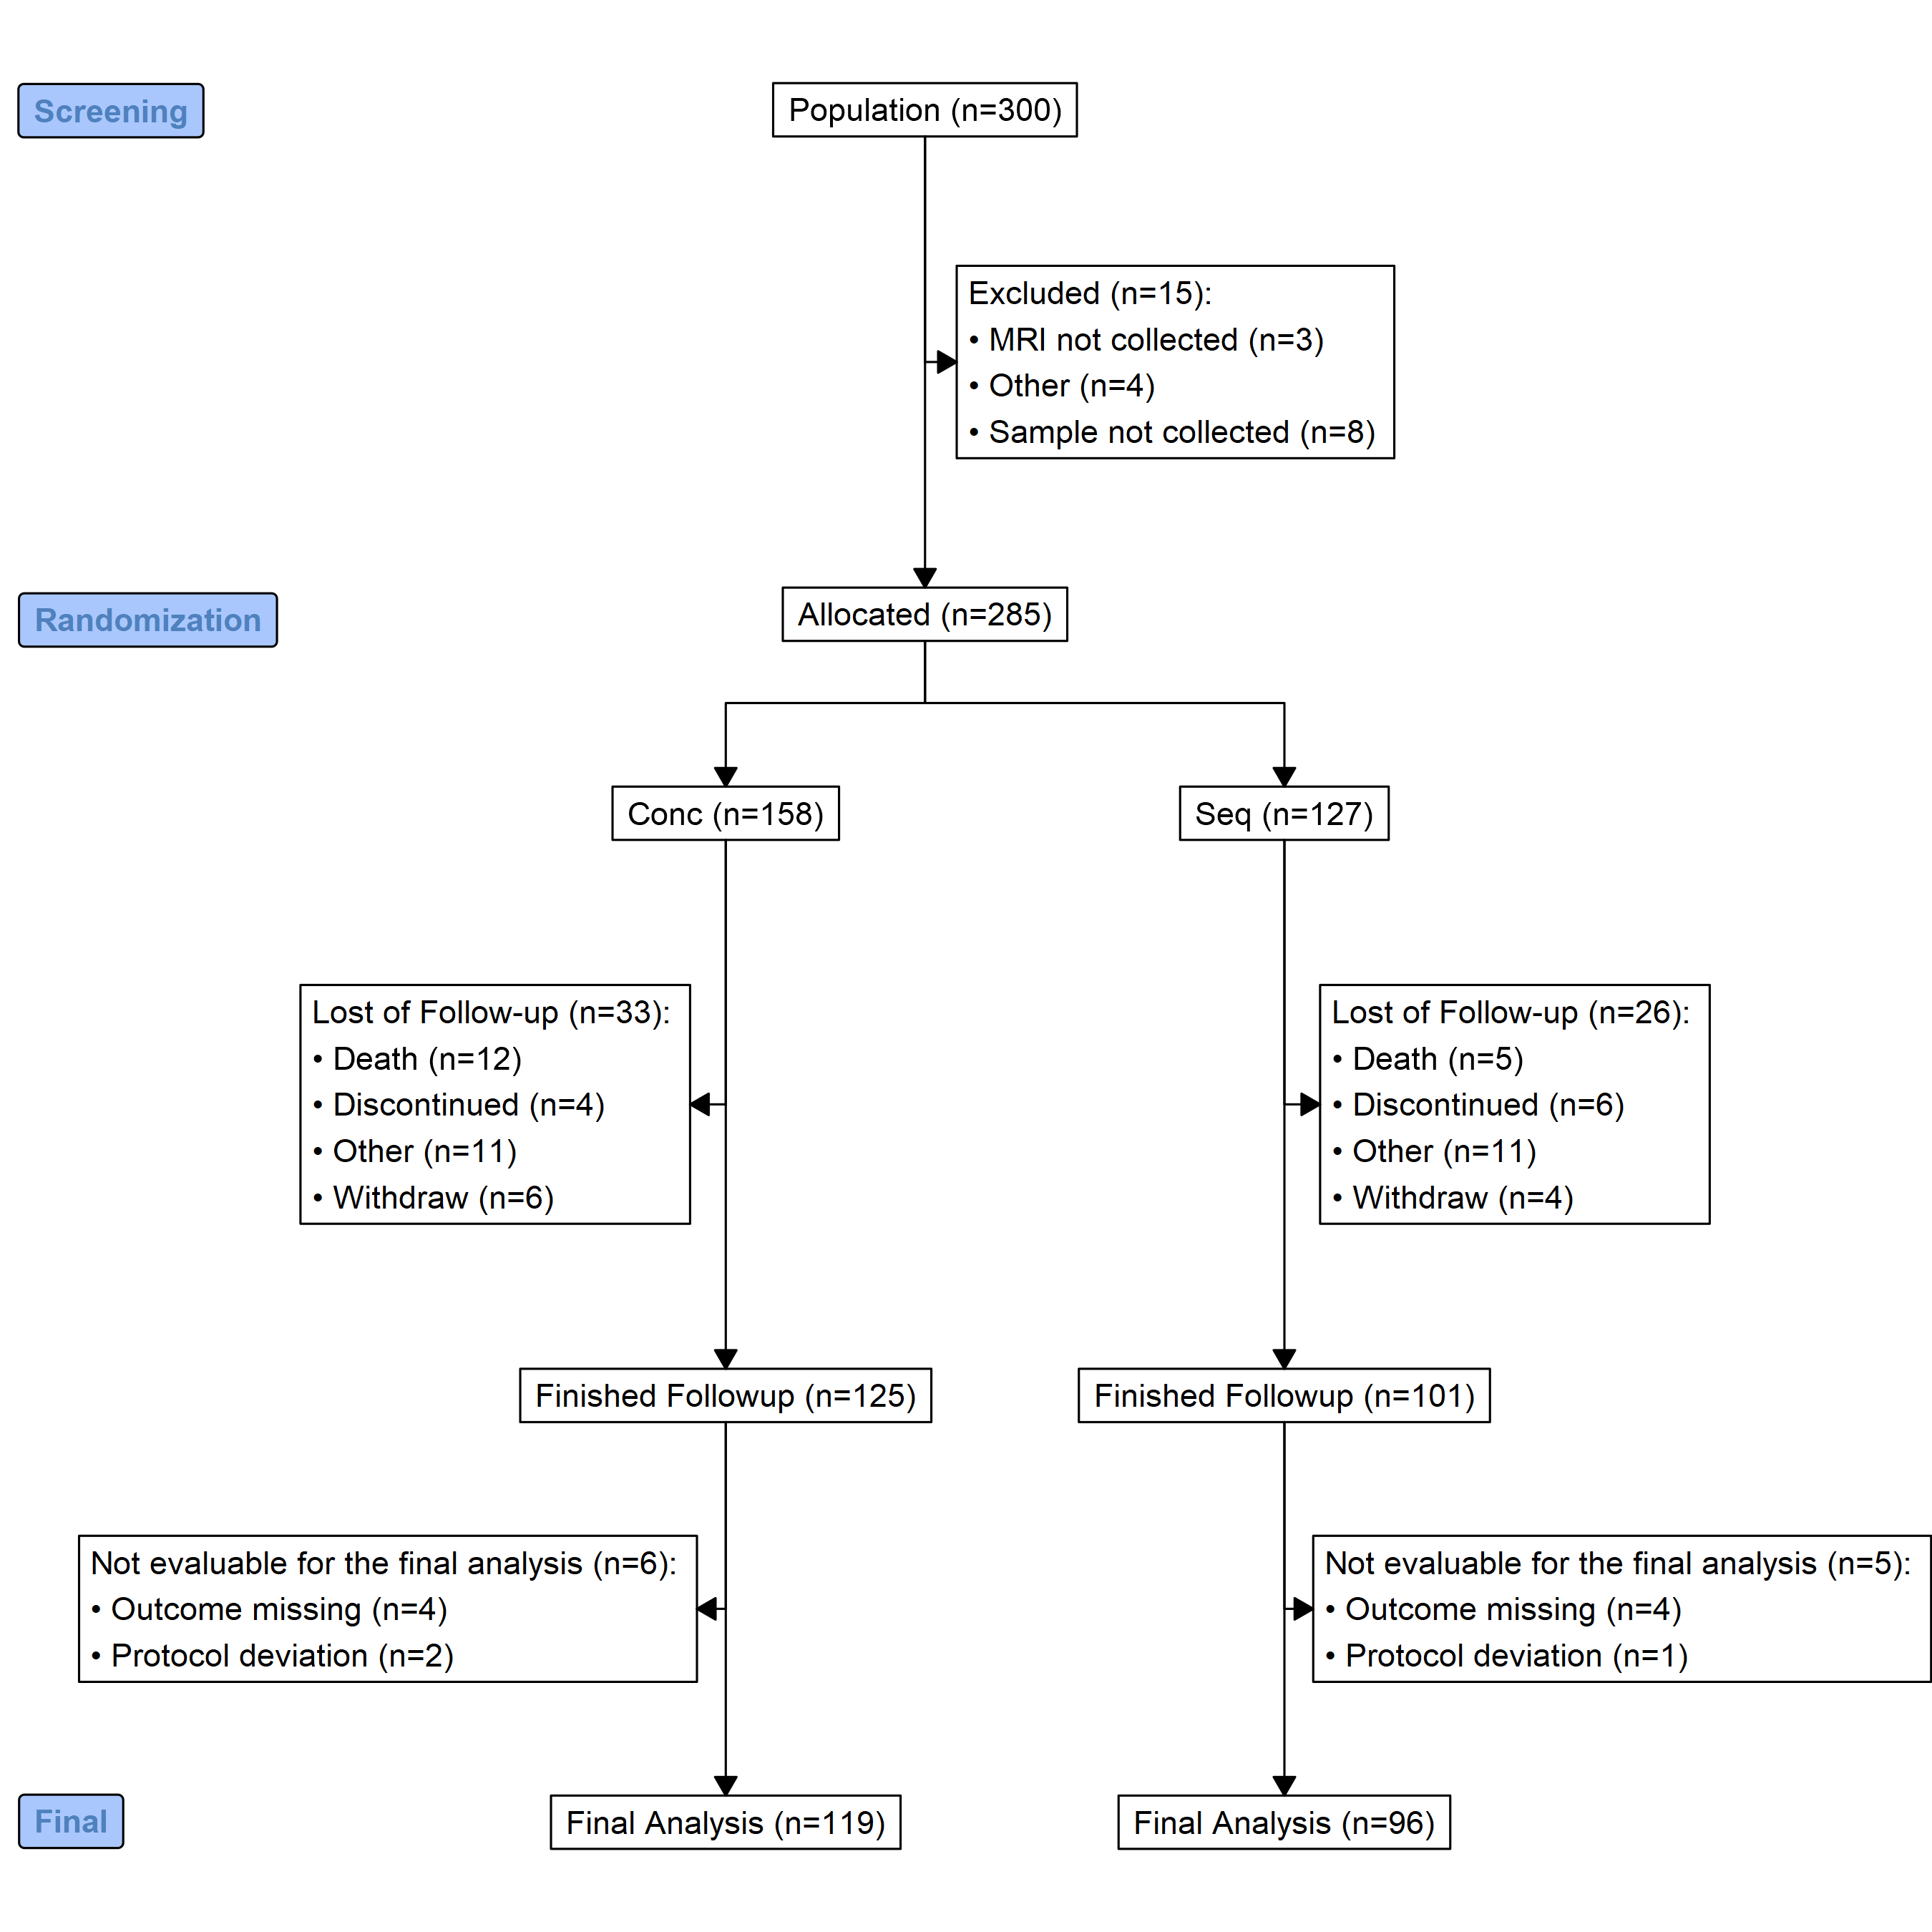 Screening
Population (n=300)
Excluded (n=15):
• MRI not collected (n=3)
• Other (n=4)
• Sample not collected (n=8)
Randomization
Allocated (n=285)
Conc (n=158)
Seq (n=127)
Lost of Follow-up (n=33):
• Death (n=12)
• Discontinued (n=4)
• Other (n=11)
• Withdraw (n=6)
Lost of Follow-up (n=26):
• Death (n=5)
• Discontinued (n=6)
• Other (n=11)
• Withdraw (n=4)
Finished Followup (n=125)
Finished Followup (n=101)
Not evaluable for the final analysis (n=6):
• Outcome missing (n=4)
• Protocol deviation (n=2)
Not evaluable for the final analysis (n=5):
• Outcome missing (n=4)
• Protocol deviation (n=1)
Final
Final Analysis (n=119)
Final Analysis (n=96)